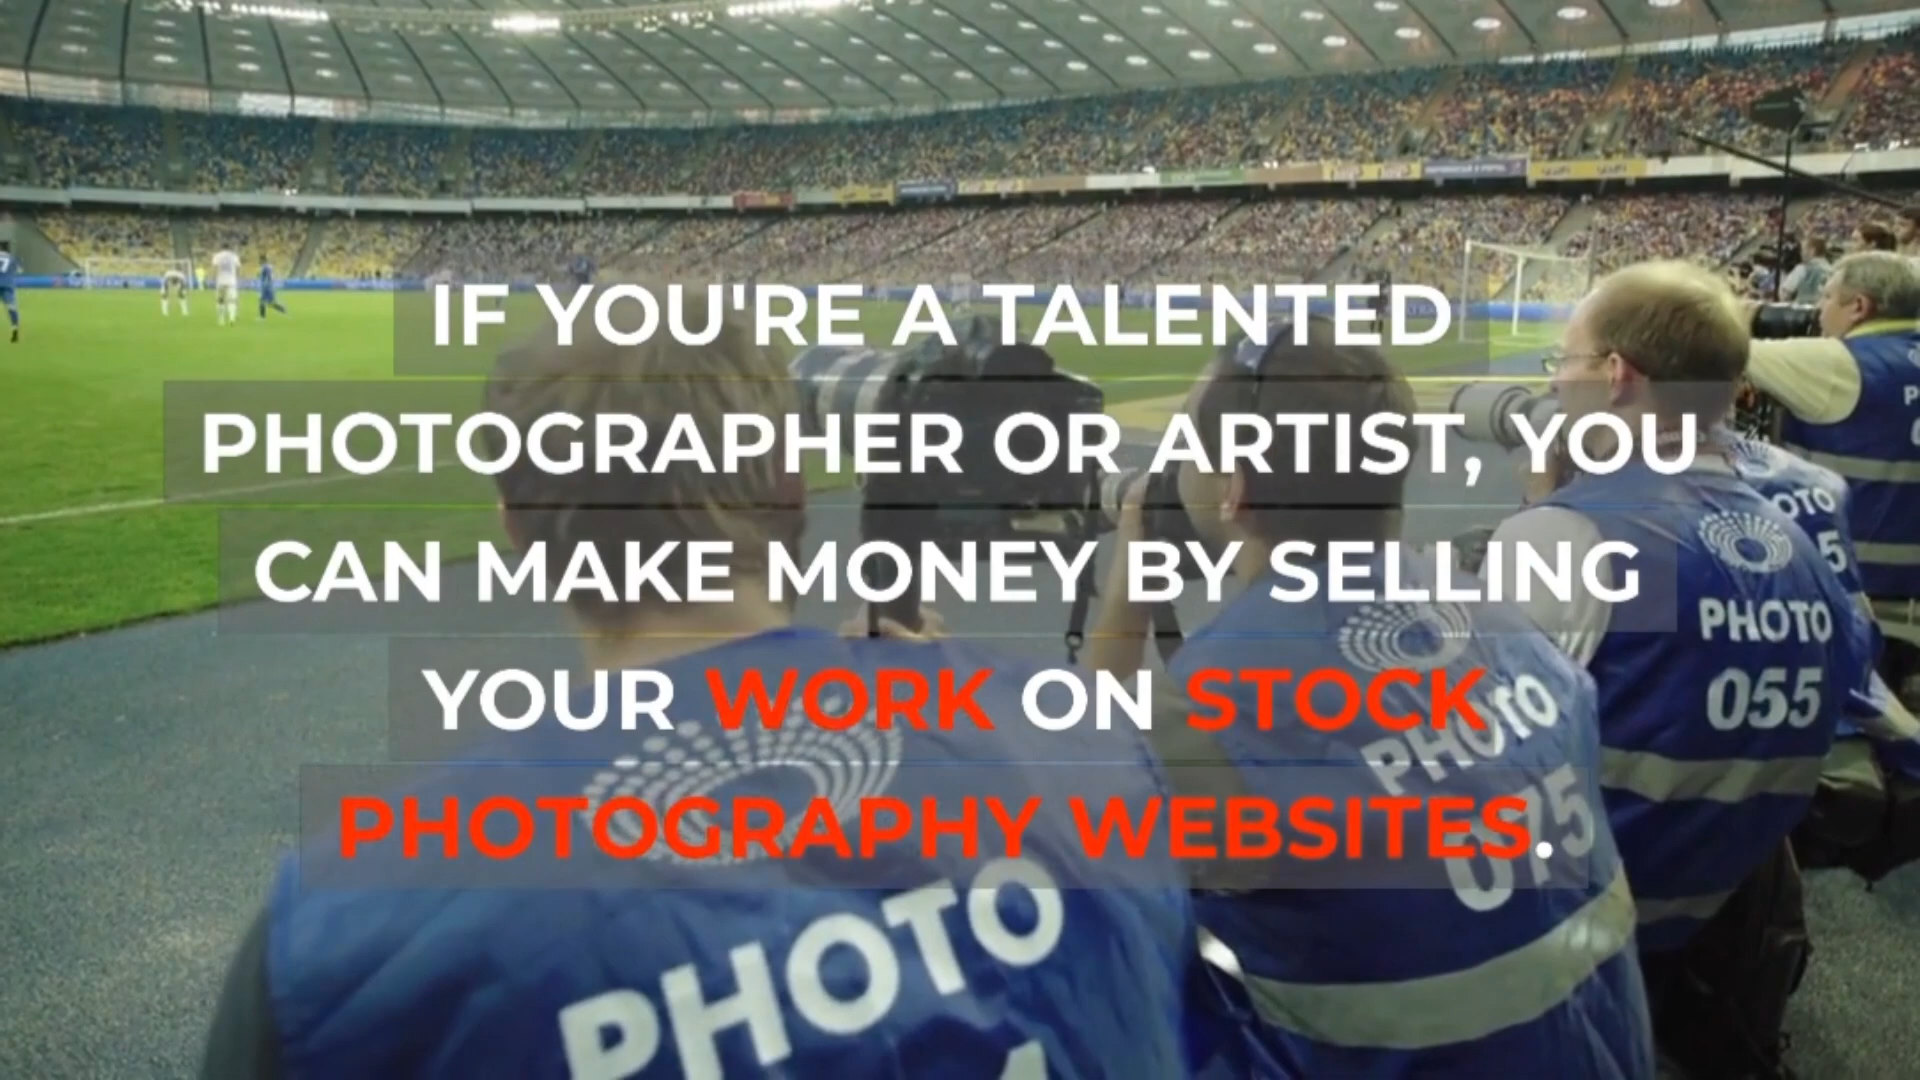 IF YOU'RE A TALENTED
PHOTOGRAPHER OR ARTIST, YOU
CAN MAKE MONEY BY SELLING
YOUR WORK ON STOCK
PHOTOGRAPHY WEBSITES.
PHOTO
PHOTO
075
PHOTO
055